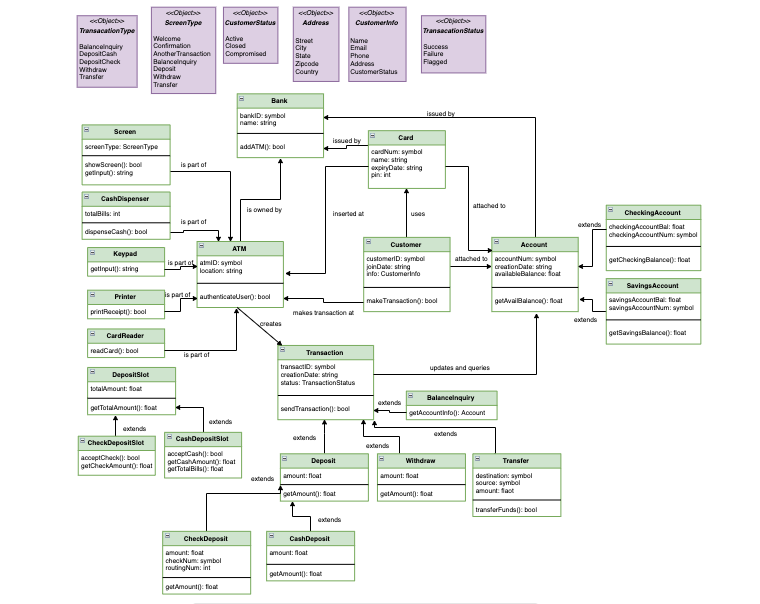 <<Object>>
TransacationType
BalanceInquiry
DepositCash
DepositCheck
Withdraw
Transfer
<<Object>>
ScreenType
Welcome
Confirmation
AnotherTransaction
BalanceInquiry
Deposit
Withdraw
Transfer
<<Object>>
CustomerStatus
Active
Closed
Compromised
<<Object>>
Address
Street
City
State
Zipcode
Country
<<Object>>
CustomerInfo
Name
Email
Phone
Address
CustomerStatus
<<Object>>
TransacationStatus
Success
Failure
Flagged
Bank
bankID: symbol
name: string
addATM(): bool
issued by
issued by
Screen
screenType: ScreenType
showScreen(): bool
getInput(): string
is part of
Card
cardNum: symbol
name: string
expiryDate: string
pin: int
CashDispenser
totalBills: int
dispenseCash(): bool
is part of
is owned by
inserted at
uses
attached to
CheckingAccount
checkingAccountBal: float
checkingAccountNum: symbol
getCheckingBalance(): float
extends
Keypad
getInput(): string
is part of
ATM
atmID: symbol
location: string
authenticateUser(): bool
Customer
customerID: symbol
joinDate: string
info: CustomerInfo
makeTransaction(): bool
attached to
Account
accountNum: symbol
creationDate: string
availableBalance: float
getAvailBalance(): float
SavingsAccount
savingsAccountBal: float
savingsAccountNum: symbol
getSavingsBalance(): float
extends
Printer
printReceipt(): bool
is part of
makes transaction at
creates
CardReader
readCard(): bool
is part of
Transaction
transactID: symbol
creationDate: string
status: TransactionStatus
sendTransaction(): bool
updates and queries
DepositSlot
totalAmount: float
getTotalAmount(): float
extends
extends
CheckDepositSlot
acceptCheck(): bool
getCheckAmount(): float
CashDepositSlot
acceptCash(): bool
getCashAmount(): float
getTotalBills(): float
BalanceInquiry
getAccountInfo(): Account
extends
extends
extends
extends
Deposit
amount: float
getAmount(): float
Withdraw
amount: float
getAmount(): float
Transfer
destination: symbol
source: symbol
amount: flaot
transferFunds(): bool
extends
extends
CheckDeposit
amount: float
checkNum: symbol
routingNum: int
getAmount(): float
CashDeposit
amount: float
getAmount(): float